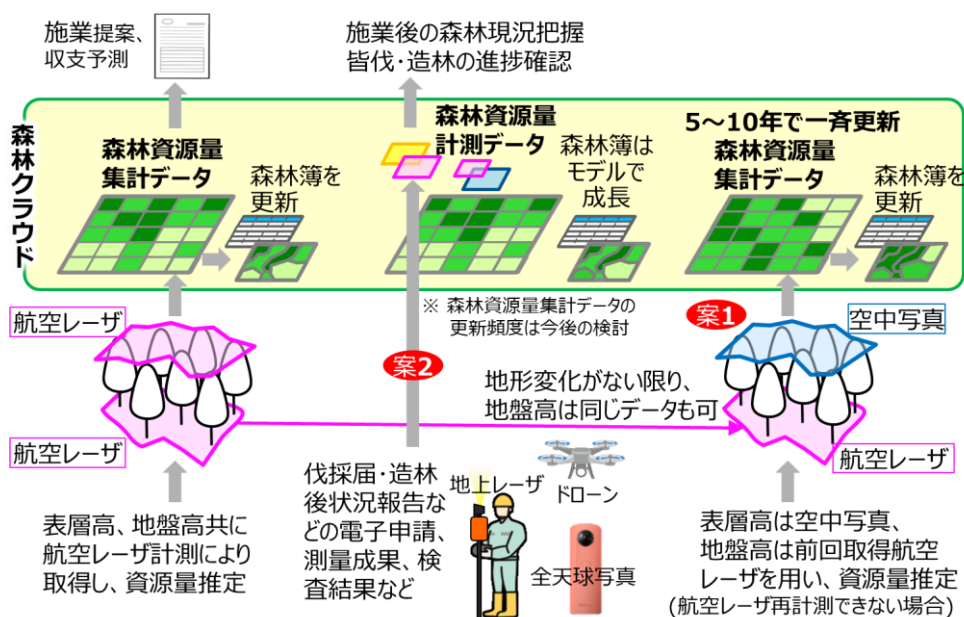 施業提案、
収支予測
施業後の森林現況把握
皆伐・造林の進捗確認
森林クラウド
森林資源量
集計データ
森林簿を
更新
森林資源量
計測データ
森林簿は
モデルで
成長
5～10年で一斉更新
森林資源量
集計データ
森林簿を
更新
航空レーザ
※ 森林資源量集計データの
更新頻度は今後の検討
案1
空中写真
案2
地形変化がない限り、
地盤高は同じデータも可
航空レーザ
航空レーザ
表層高、地盤高共に
航空レーザ計測により
取得し、資源量推定
伐採届・造林
後状況報告な
どの電子申請、
測量成果、検
査結果など
地上レーザ
ドローン
全天球写真
表層高は空中写真、
地盤高は前回取得航空
レーザを用い、資源量推定
(航空レーザ再計測できない場合)